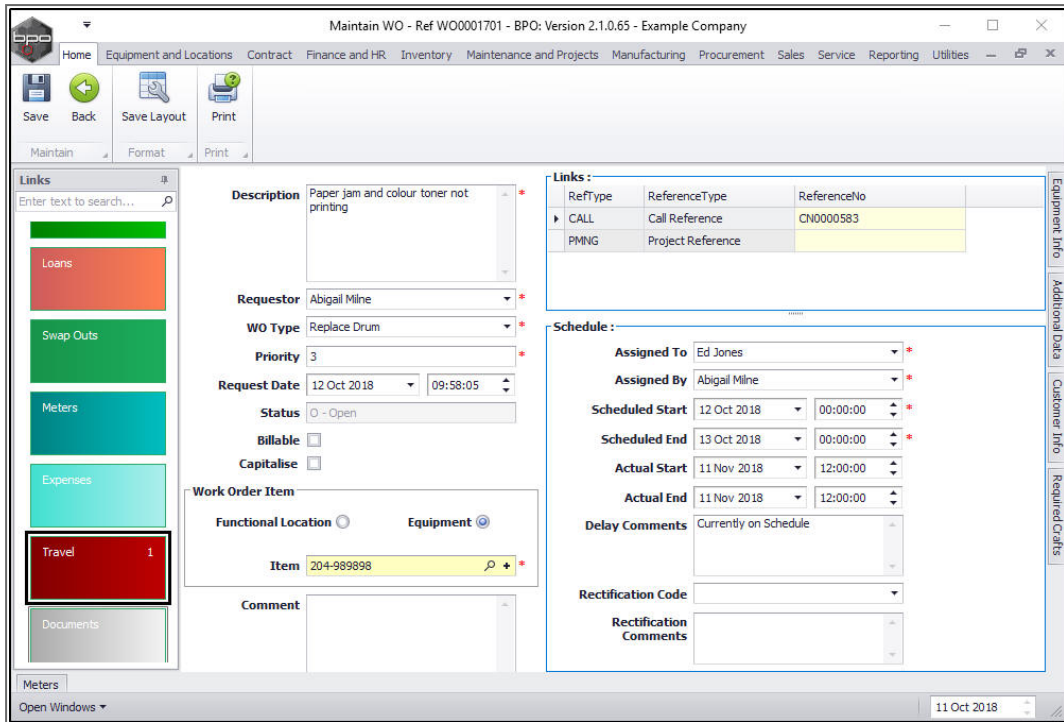 Maintain WO - Ref WO0001701 - BPO: Version 2.1.0.65 - Example Company
bpo
Home Equipment and Locations Contract Finance and HR Inventory Maintenance and Projects Manufacturing Procurement Sales Service Reporting Utilities
Save Back Save Layout Print
Maintain Format Print
Links
Enter text to search...
Loans
Swap Outs
Meters
Expenses
Travel 1
Documents
Description Paper jam and colour toner not
printing *
Requestor Abigail Milne *
WO Type Replace Drum *
Priority 3 *
Request Date 12 Oct 2018 09:58:05
Status O - Open
Billable
Capitalise
Work Order Item
Functional Location Equipment
Item 204-989898 *
Comment
Links :
RefType ReferenceType ReferenceNo
CALL Call Reference CN0000583
PMNG Project Reference
Schedule :
Assigned To Ed Jones *
Assigned By Abigail Milne *
Scheduled Start 12 Oct 2018 00:00:00 *
Scheduled End 13 Oct 2018 00:00:00 *
Actual Start 11 Nov 2018 12:00:00
Actual End 11 Nov 2018 12:00:00
Delay Comments Currently on Schedule
Rectification Code
Rectification
Comments
Equipment Info
Additional Data
Customer Info
Required Crafts
Meters
Open Windows
11 Oct 2018